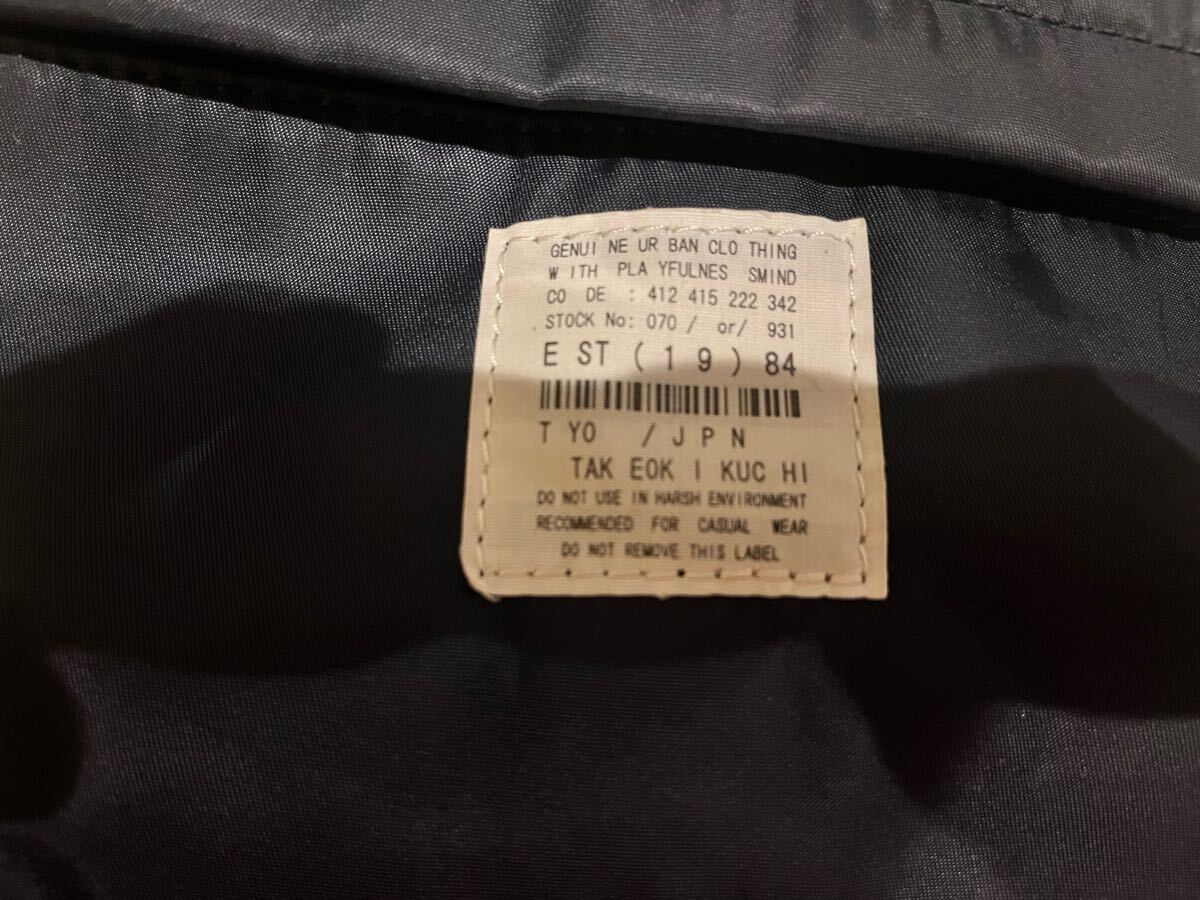 GENUI NE UR BAN CLO THING
W ITH PLA YFULNES SMIND
CO DE : 412 415 222 342
STOCK No: 070 / or/ 931
E ST ( 1 9 ) 84
T YO / J P N
TAK EOK I KUC HI
DO NOT USE IN HARSH ENVIRONMENT
RECOMMENDED FOR CASUAL WEAR
DO NOT REMOVE THIS LABEL